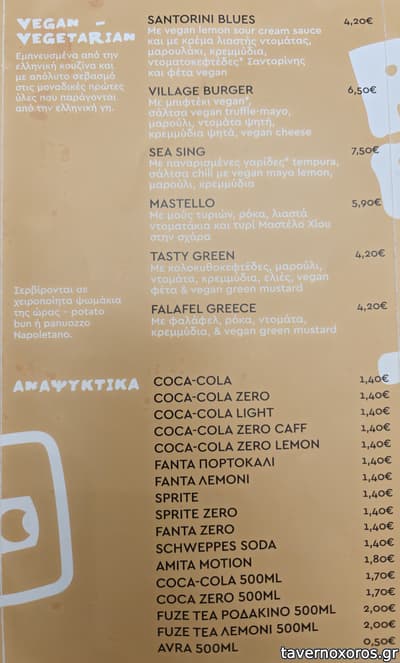 VEGAN -
VEGETARIAN
Εμπνευσμένα από την
ελληνική κουζίνα και
με απόλυτο σεβασμό
στις μοναδικές πρώτες
ύλες που παράγονται
από την ελληνική γη.
SANTORINI BLUES 4,20€
Με vegan lemon sour cream sauce
και με κρέμα λιαστής ντομάτας,
μαρουλάκι, κρεμμύδια,
ντοματοκεφτέδες* Σαντορίνης
και φέτα vegan
VILLAGE BURGER 6,50€
Με μπιφτέκι vegan*,
σάλτσα vegan truffle-mayo,
μαρούλι, ντομάτα ψητή,
κρεμμύδια ψητά, vegan cheese
SEA SING 7,50€
Με παναρισμένες γαρίδες* tempura,
σάλτσα chili με vegan mayo lemon,
μαρούλι, κρεμμύδια
MASTELLO 5,90€
Με μους τυριών, ρόκα, λιαστά
ντοματάκια και τυρί Μαστέλο Χίου
στην σχάρα
TASTY GREEN 4,20€
Με κολοκυθοκεφτέδες, μαρούλι,
ντομάτα, κρεμμύδια, ελιές, vegan
φέτα & vegan green mustard
FALAFEL GREECE 4,20€
Με φαλάφελ, ρόκα, ντομάτα,
κρεμμύδια, & vegan green mustard
Σερβίρονται σε
χειροποίητα ψωμάκια
της ώρας - potato
bun ή panuozzo
Napoletano.
ΑΝΑΨΥΚΤΙΚΑ
COCA-COLA 1,40€
COCA-COLA ZERO 1,40€
COCA-COLA LIGHT 1,40€
COCA-COLA ZERO CAFF 1,40€
COCA-COLA ZERO LEMON 1,40€
FANTA ΠΟΡΤΟΚΑΛΙ 1,40€
FANTA ΛΕΜΟΝΙ 1,40€
SPRITE 1,40€
SPRITE ZERO 1,40€
FANTA ZERO 1,40€
SCHWEPPES SODA 1,40€
AMITA MOTION 1,80€
COCA-COLA 500ML 1,70€
COCA ZERO 500ML 1,70€
FUZE TEA ΡΟΔΑΚΙΝΟ 500ML 2,00€
FUZE TEA ΛΕΜΟΝΙ 500ML 2,00€
AVRA 500ML 0,50€
tavernoxoros.gr